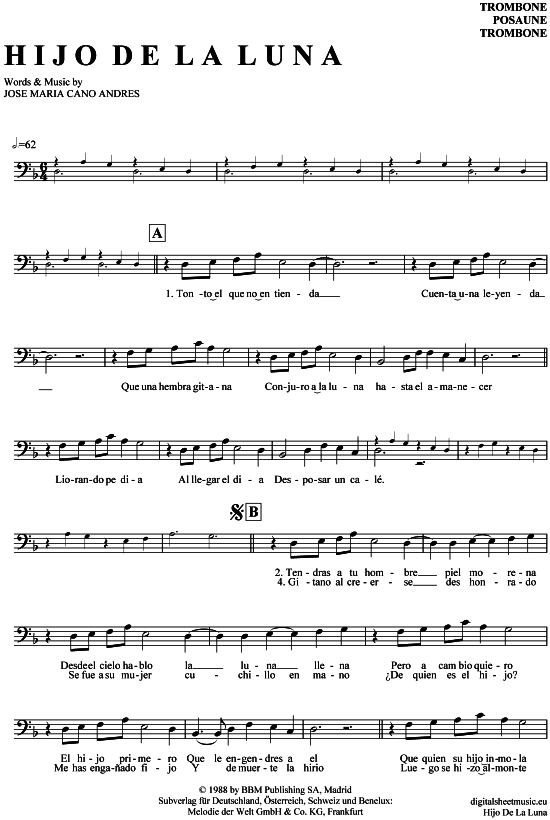 TROMBONE
POSAUNE
TROMBONE
HIJO DE LA LUNA
Words & Music by
JOSE MARIA CANO ANDRES
=62
A
1. Ton-to el que no en tien-da
Cuen-ta u-na le-yen-da
Que una hembra git-a-na Con-ju-ro a la lu-na ha-sta el a-ma-ne-cer
Lio-ran-do pe di-a Al lle-gar el di-a Des-po-sar un ca-lé.
B
2. Ten-dras a tu hom-bre piel mo-re-na
4. Gi-tano al cre-er-se des hon-ra-do
Desde el cielo hab-lo la lu-na lle-na Pero a cam bio quie-ro
Se fue a su mu-jer cu-chi-llo en ma-no ¿De quien es el hi-jo?
El hi-jo pri-me-ro Que le en-gen-dres a el Que quien su hijo in-mo-la
Me has enga-ñado fi-jo Y de muer-te la hirio Lue-go se hi-zo al-mon-te
© 1988 by BBM Publishing SA, Madrid
Subverlag für Deutschland, Österreich, Schweiz und Benelux:
Melodie der Welt GmbH & Co. KG, Frankfurt
digitalsheetmusic.eu
Hijo De La Luna